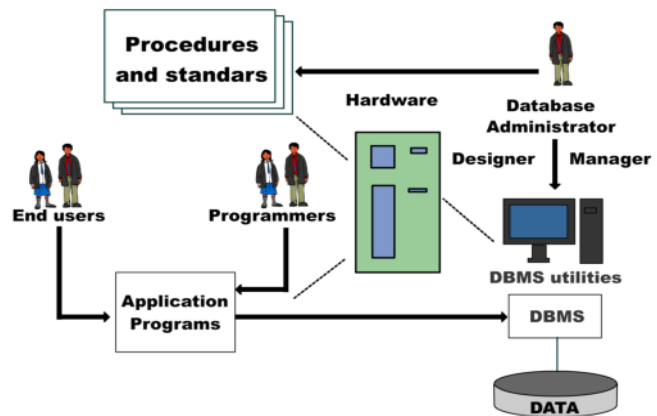 Procedures
and standars
Hardware
Database
Administrator
Designer
Manager
End users
Programmers
DBMS utilities
Application
Programs
DBMS
DATA